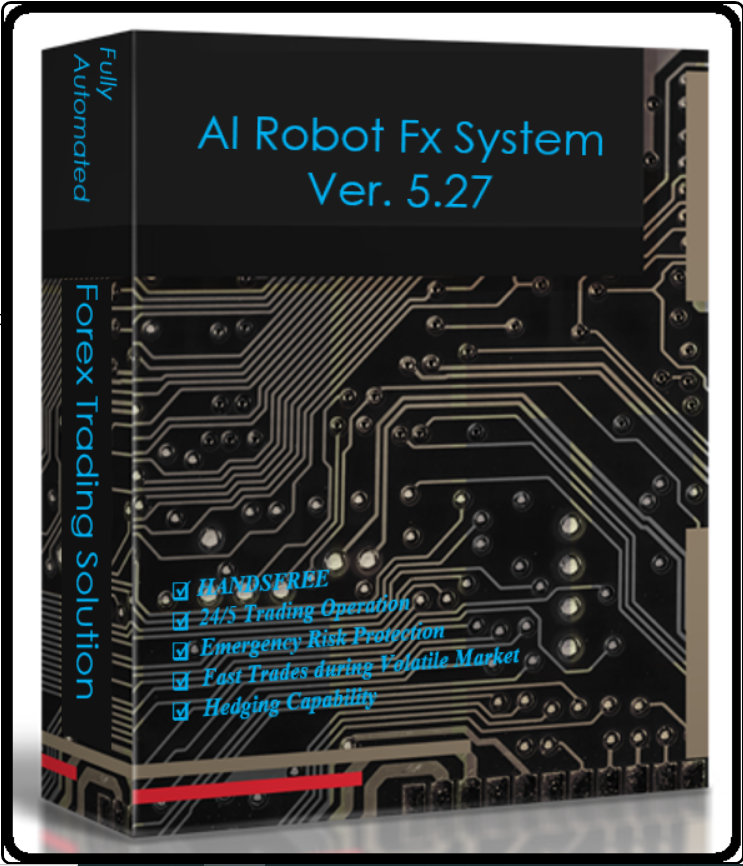 Fully
Automated
Forex Trading Solution
AI Robot Fx System
Ver. 5.27
HANDSFREE
24/5 Trading Operation
Emergency Risk Protection
Fast Trades during Volatile Market
Hedging Capability